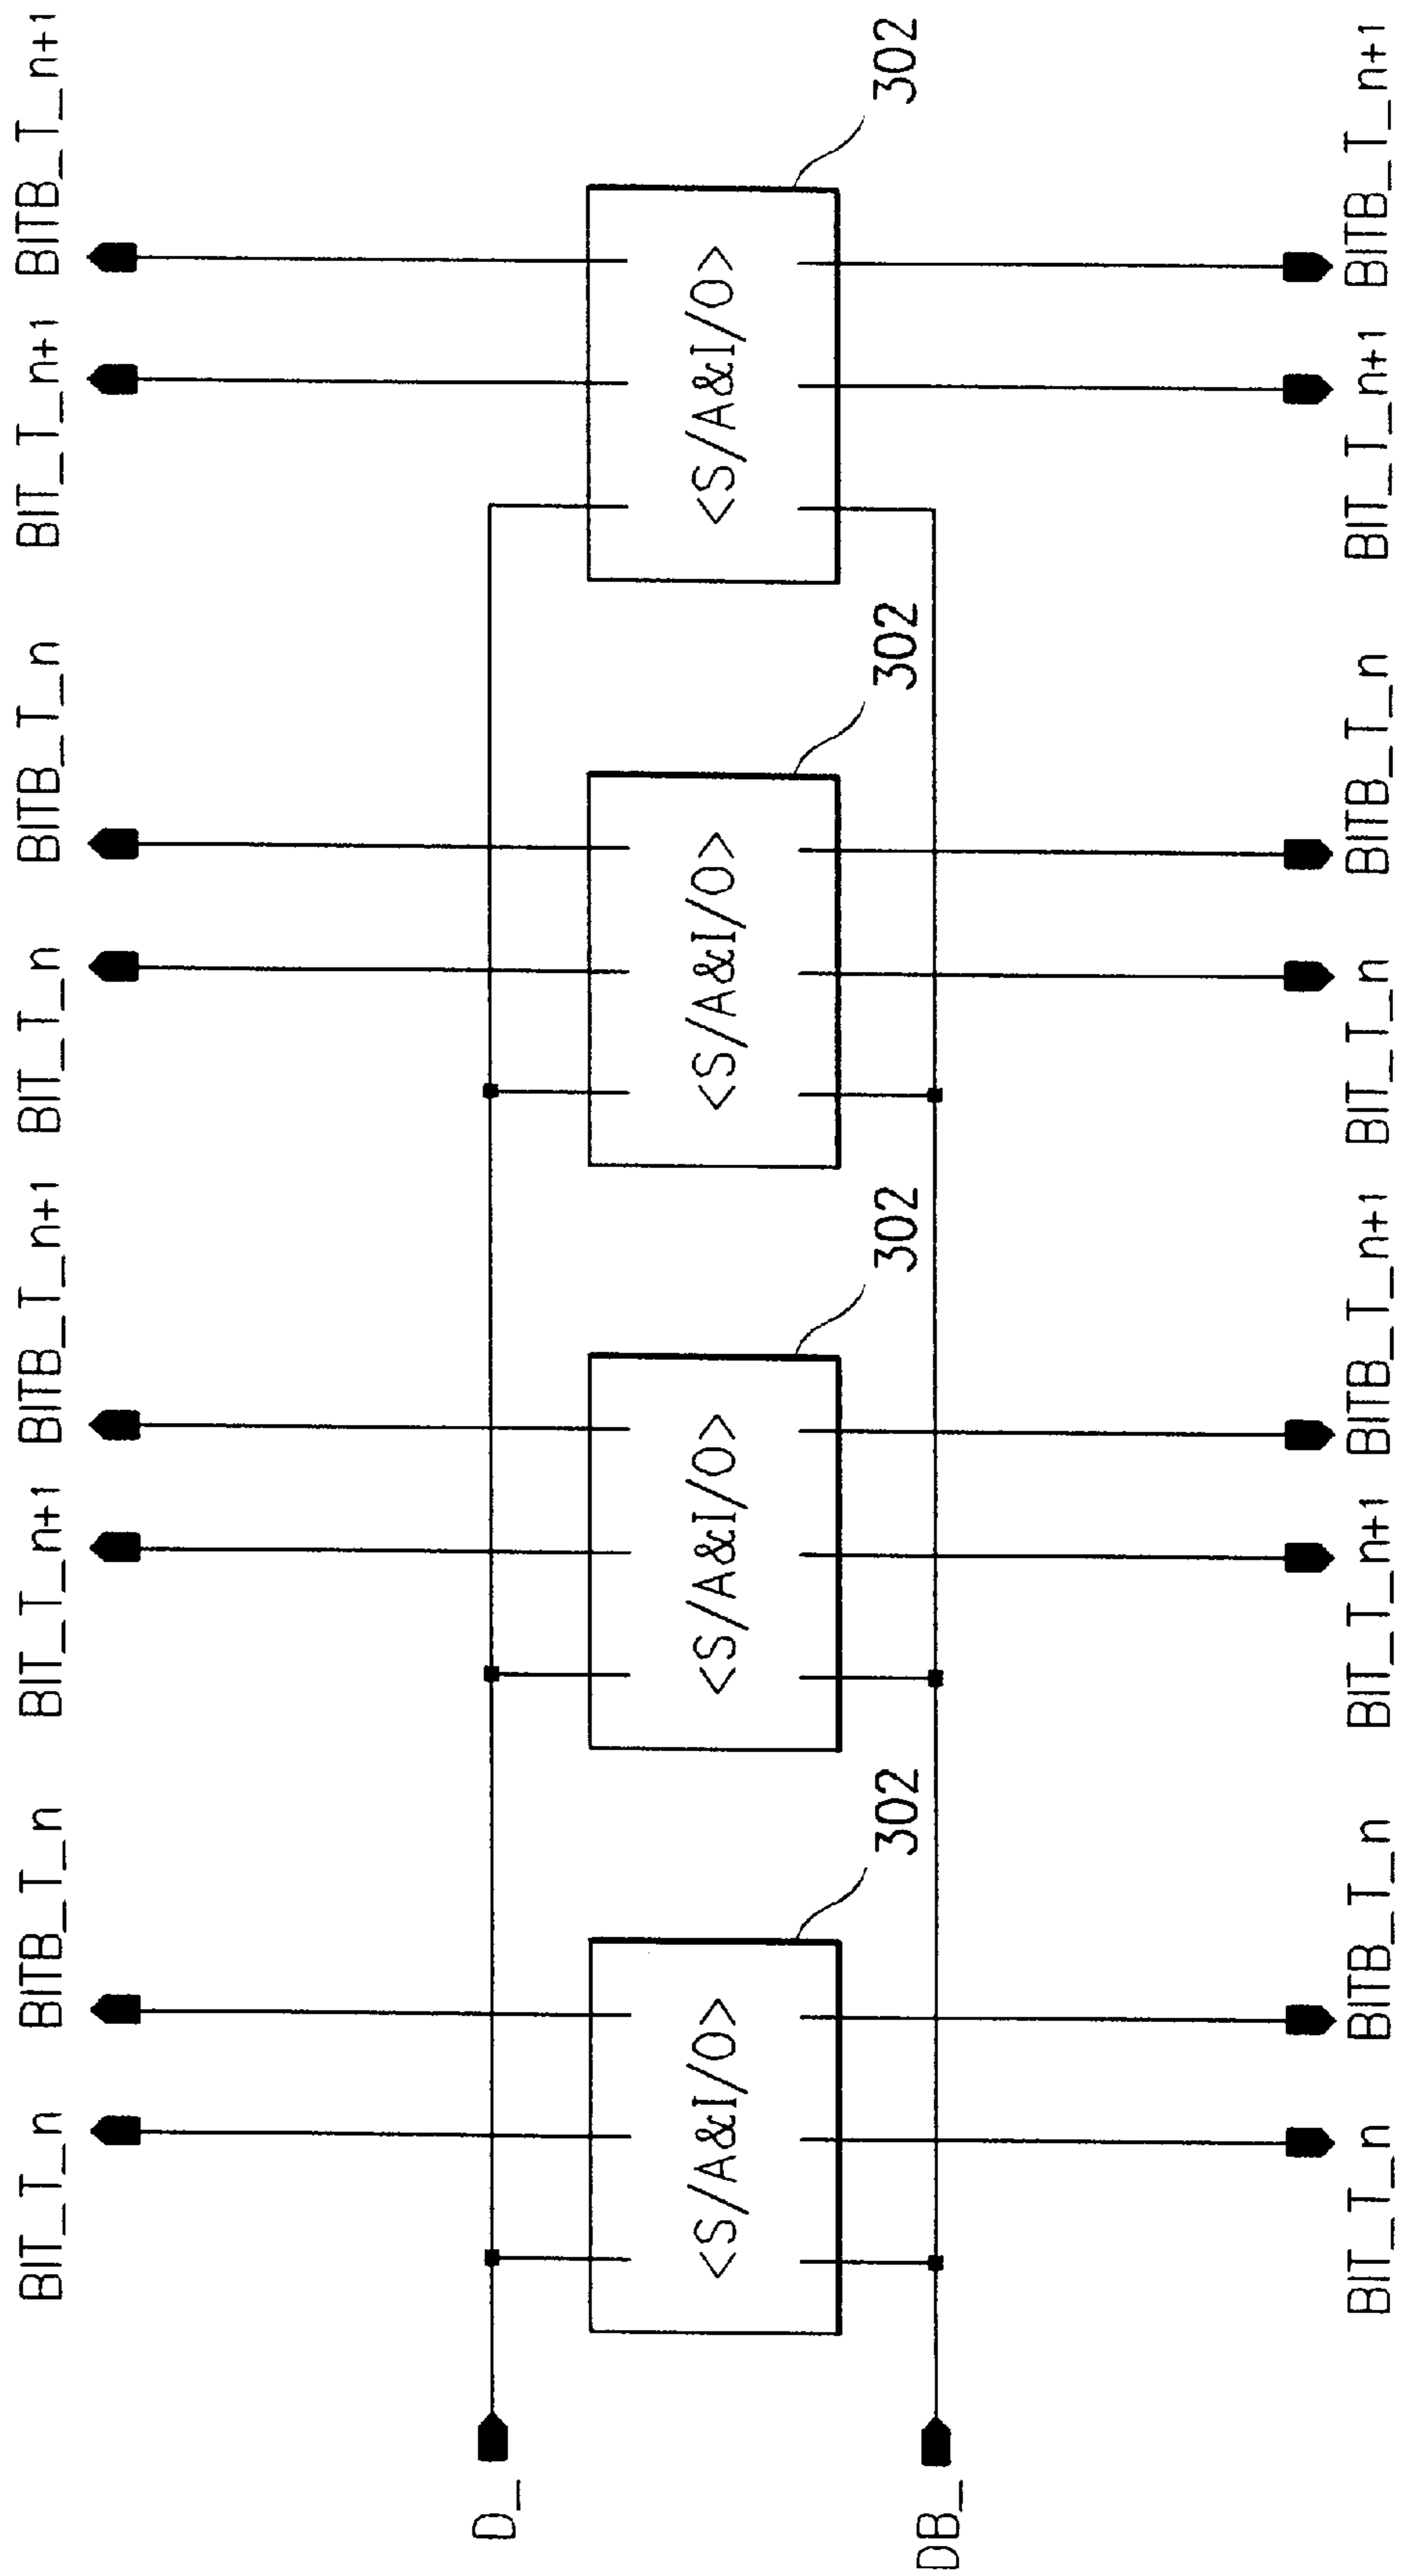 BIT_T_n BITB_T_n BIT_T_n+1 BITB_T_n+1 BIT_T_n BITB_T_n BIT_T_n+1 BITB_T_n+1
D_
<S/A&I/O> <S/A&I/O> <S/A&I/O> <S/A&I/O>
302 302 302 302
DB_
BIT_T_n BITB_T_n BIT_T_n+1 BITB_T_n+1 BIT_T_n BITB_T_n BIT_T_n+1 BITB_T_n+1